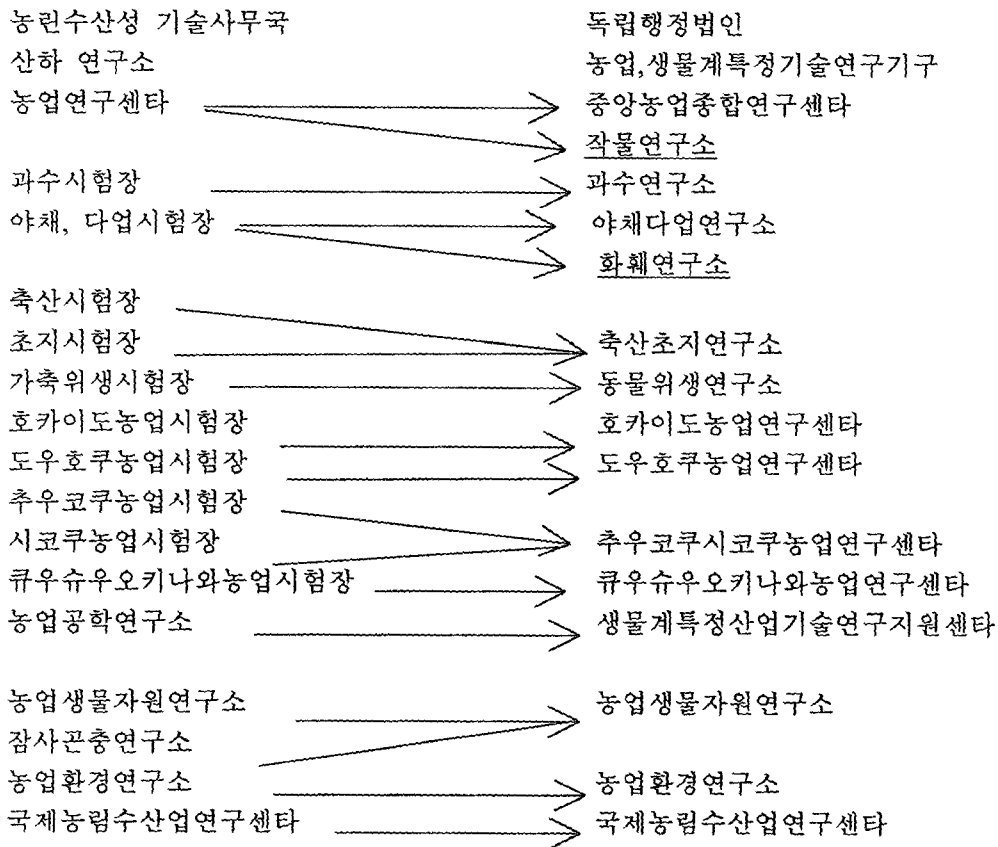 농린수산성 기술사무국
산하 연구소
농업연구센타
과수시험장
야채, 다업시험장
축산시험장
초지시험장
가축위생시험장
호카이도농업시험장
도우호쿠농업시험장
추우코쿠농업시험장
시코쿠농업시험장
큐우슈우오키나와농업시험장
농업공학연구소
농업생물자원연구소
잠사곤충연구소
농업환경연구소
국제농림수산업연구센타
독립행정법인
농업,생물계특정기술연구기구
중앙농업종합연구센타
작물연구소
과수연구소
야채다업연구소
화훼연구소
축산초지연구소
동물위생연구소
호카이도농업연구센타
도우호쿠농업연구센타
추우코쿠시코쿠농업연구센타
큐우슈우오키나와농업연구센타
생물계특정산업기술연구지원센타
농업생물자원연구소
농업환경연구소
국제농림수산업연구센타